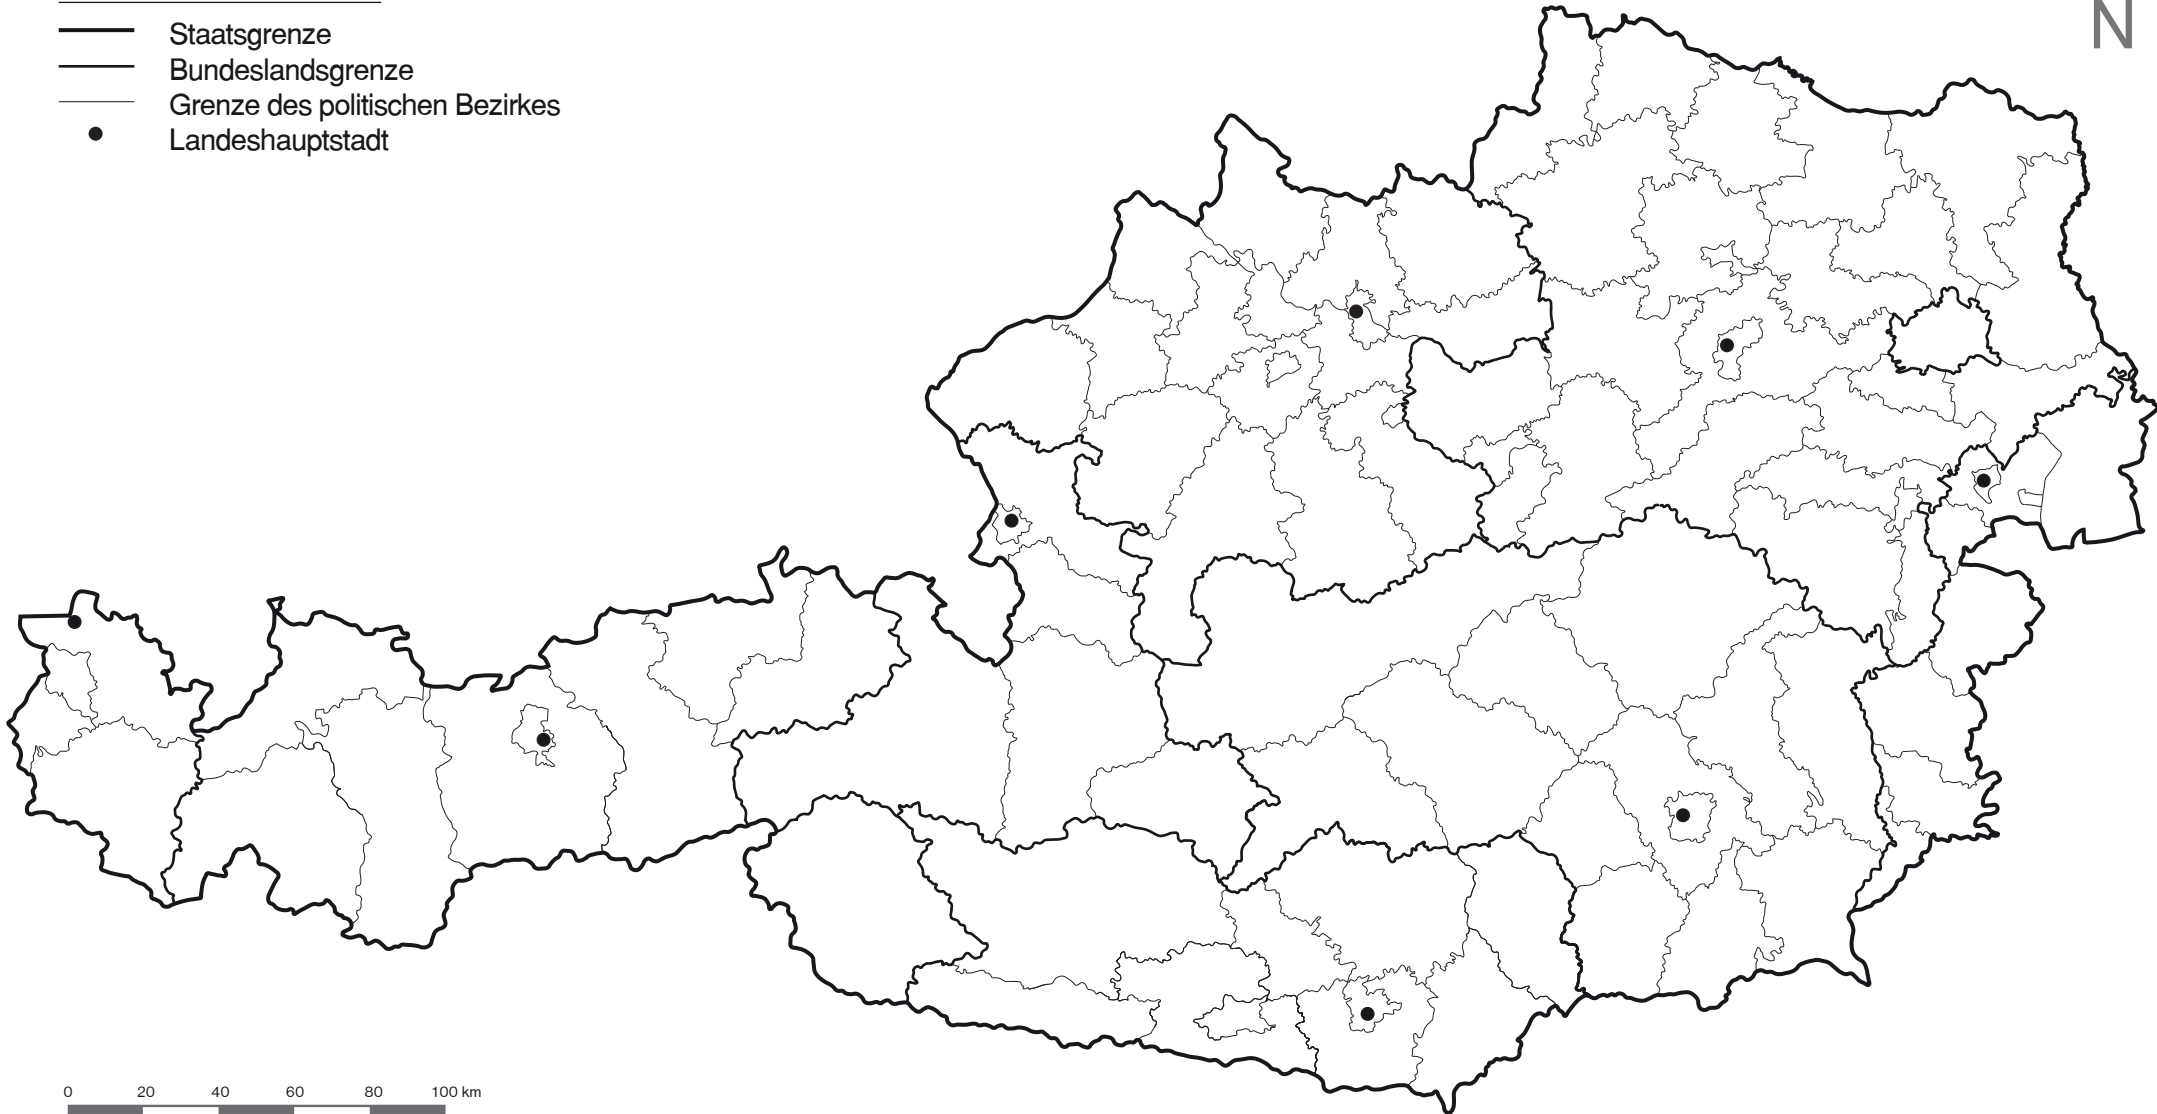 Staatsgrenze
Bundeslandsgrenze
Grenze des politischen Bezirkes
Landeshauptstadt
N
0 20 40 60 80 100 km